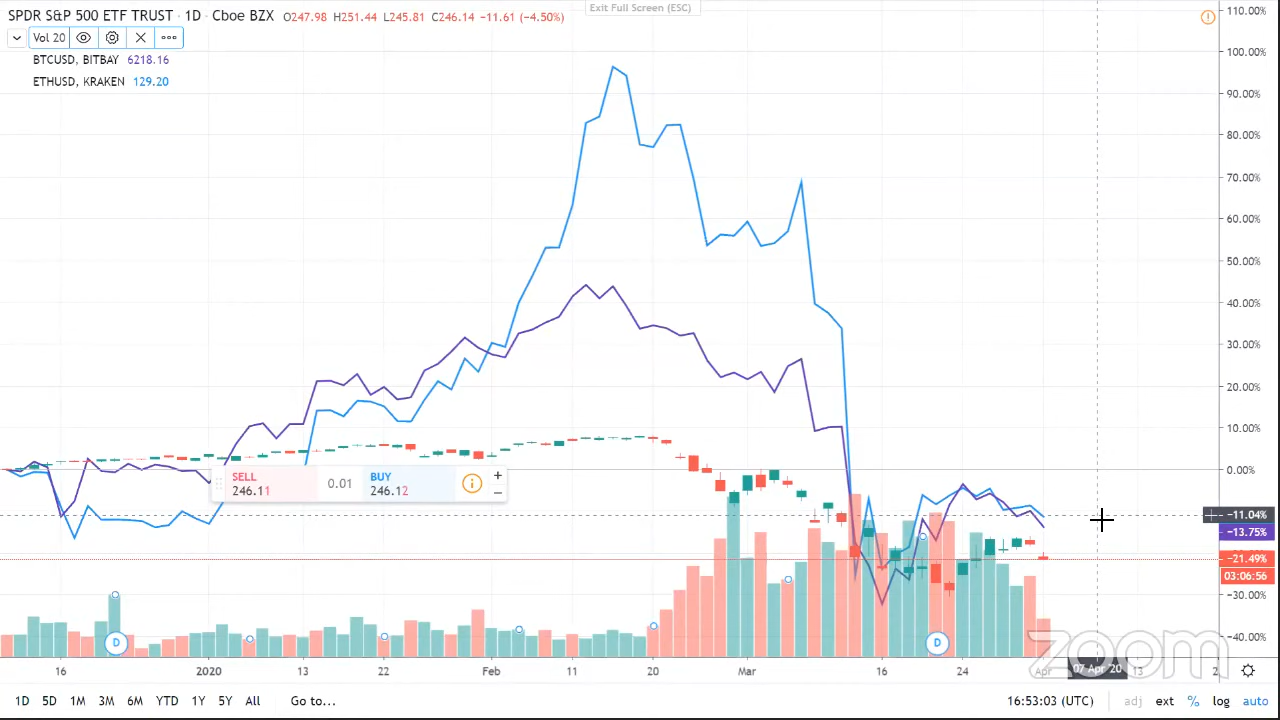 SPDR S&P 500 ETF TRUST · 1D · Cboe BZX O247.98 H251.44 L245.81 C246.14 −11.61 (−4.50%)
Exit Full Screen (ESC)
Vol 20
BTCUSD, BITBAY 6218.16
ETHUSD, KRAKEN 129.20
110.00%
100.00%
90.00%
80.00%
70.00%
60.00%
50.00%
40.00%
30.00%
20.00%
10.00%
0.00%
−11.04%
−13.75%
−21.49%
03:06:56
−30.00%
−40.00%
SELL
246.11
0.01
BUY
246.12
D
D
16 2020 13 22 Feb 11 20 Mar 16 24 Apr 07 Apr 20 13 2
zoom
1D 5D 1M 3M 6M YTD 1Y 5Y All Go to... 16:53:03 (UTC) adj ext % log auto